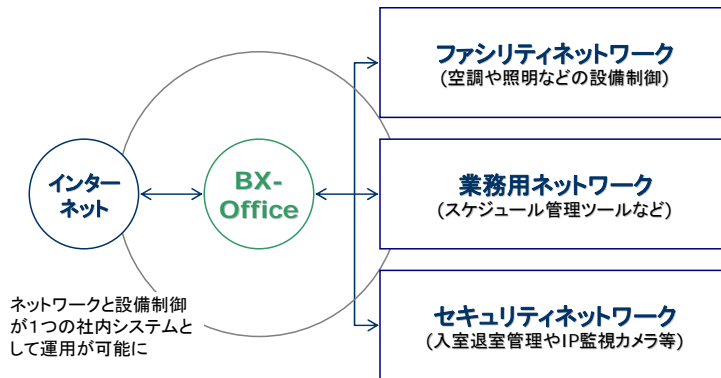 ファシリティネットワーク
(空調や照明などの設備制御)
インター
ネット
BX-
Office
業務用ネットワーク
(スケジュール管理ツールなど)
ネットワークと設備制御
が1つの社内システムと
して運用が可能に
セキュリティネットワーク
(入室退室管理やIP監視カメラ等)